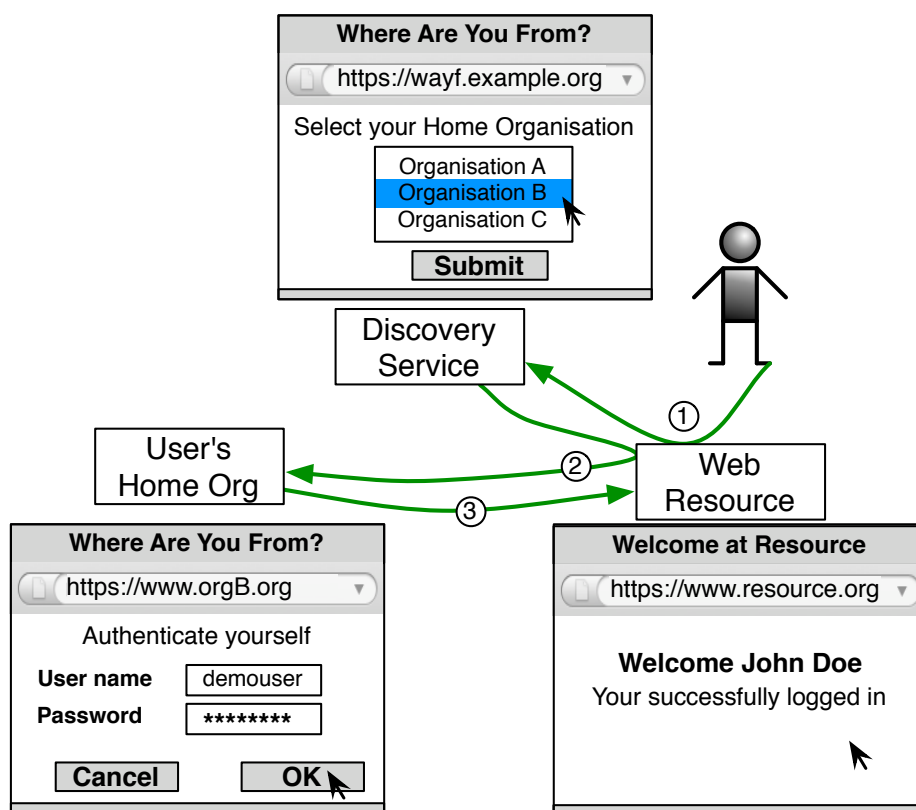 Where Are You From?
https://wayf.example.org
Select your Home Organisation
Organisation A
Organisation B
Organisation C
Submit
Discovery
Service
1
User's
Home Org
2
3
Web
Resource
Where Are You From?
https://www.orgB.org
Authenticate yourself
User name demouser
Password ********
Cancel OK
Welcome at Resource
https://www.resource.org
Welcome John Doe
Your successfully logged in